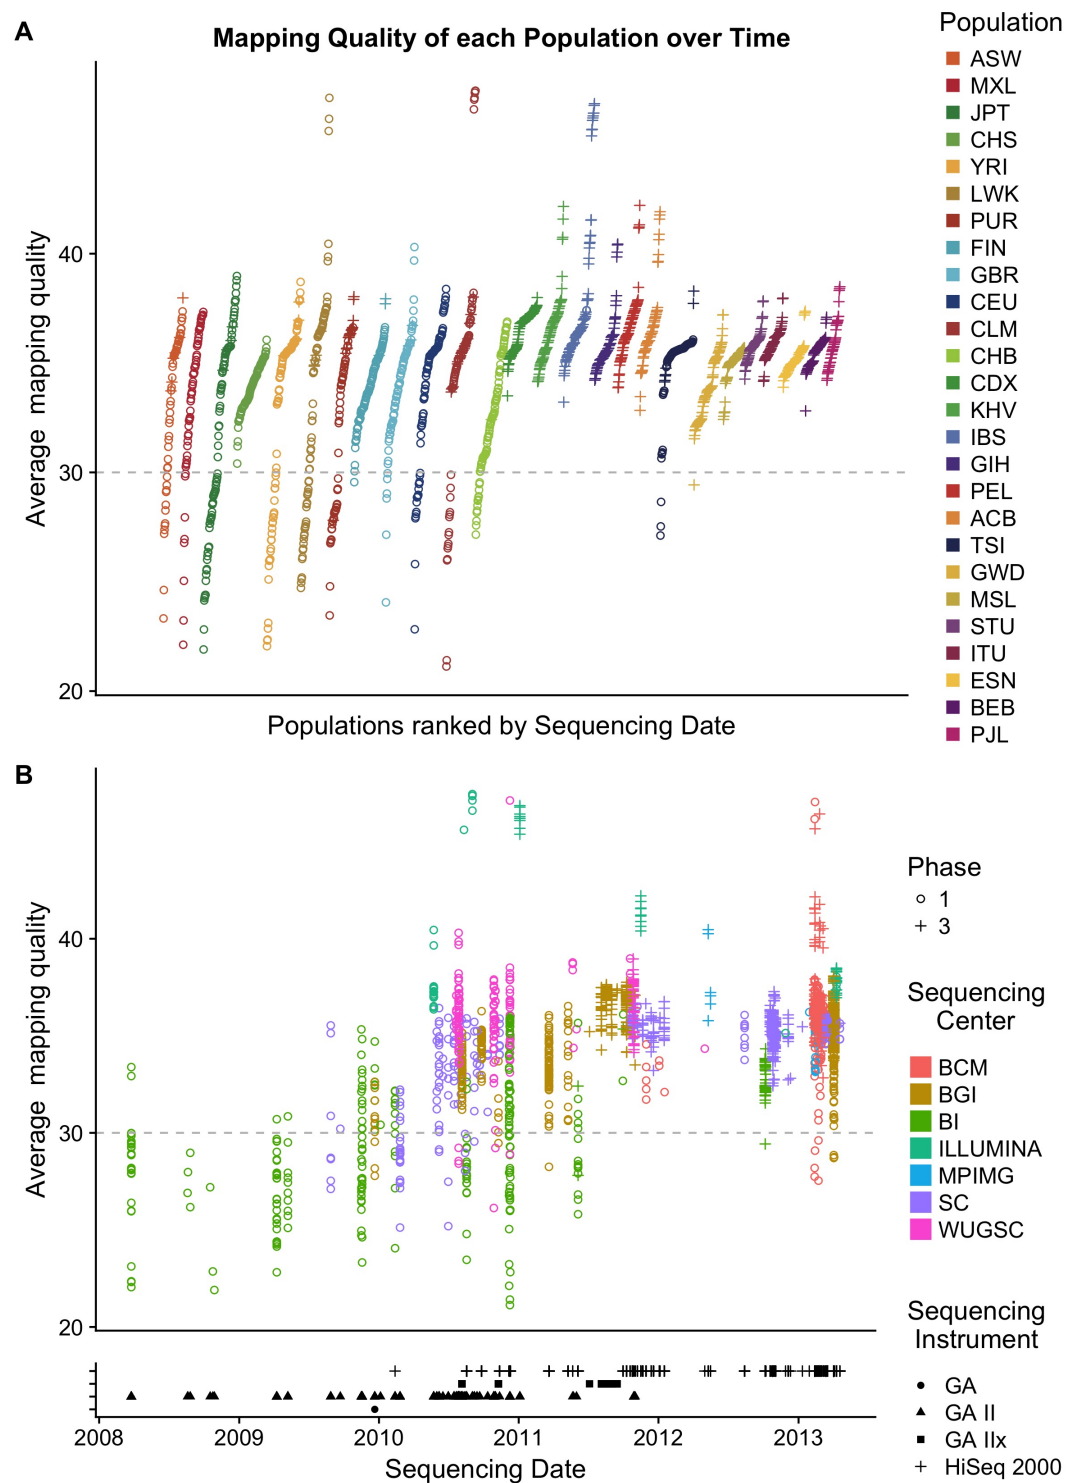 A
Mapping Quality of each Population over Time
Average mapping quality
40
30
20
Populations ranked by Sequencing Date
Population
ASW
MXL
JPT
CHS
YRI
LWK
PUR
FIN
GBR
CEU
CLM
CHB
CDX
KHV
IBS
GIH
PEL
ACB
TSI
GWD
MSL
STU
ITU
ESN
BEB
PJL
B
Average mapping quality
40
30
20
2008 2009 2010 2011 2012 2013
Sequencing Date
Phase
1
3
Sequencing
Center
BCM
BGI
BI
ILLUMINA
MPIMG
SC
WUGSC
Sequencing
Instrument
GA
GA II
GA IIx
HiSeq 2000